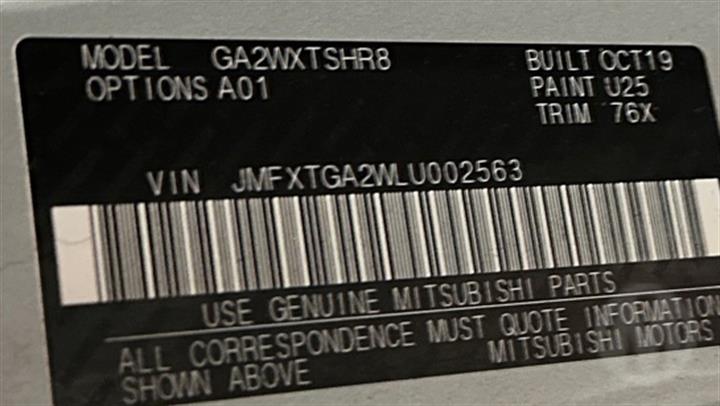 MODEL GA2WXTSHR8 BUILT OCT19
OPTIONS A01 PAINT U25
TRIM 76X
VIN JMFXTGA2WLU002563
USE GENUINE MITSUBISHI PARTS
ALL CORRESPONDENCE MUST QUOTE INFORMATION
SHOWN ABOVE MITSUBISHI MOTORS